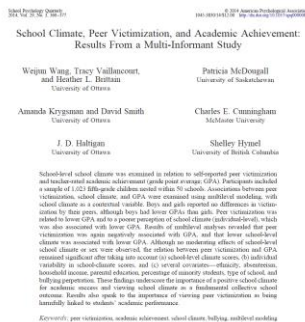 School Psychology Quarterly
© 2014 American Psychological Association
2014, Vol. 29, No. 3, 360–377
School Climate, Peer Victimization, and Academic Achievement:
Results From a Multi-Informant Study
Weijun Wang, Tracy Vaillancourt,
and Heather L. Brittain
University of Ottawa
Patricia McDougall
University of Saskatchewan
Amanda Krygsman and David Smith
University of Ottawa
Charles E. Cunningham
McMaster University
J. D. Haltigan
University of Ottawa
Shelley Hymel
University of British Columbia
School-level school climate was examined in relation to self-reported peer victimization
and teacher-rated academic achievement (grade point average; GPA). Participants included
a sample of 1,023 fifth-grade children nested within 50 schools. Associations between peer
victimization, school climate, and GPA were examined using multilevel modeling, with
school climate as a contextual variable. Boys and girls reported no differences in victim-
ization by their peers, although boys had lower GPAs than girls. Peer victimization was
related to lower GPA and to a poorer perception of school climate (individual-level), which
was also associated with lower GPA. Results of multilevel analyses revealed that peer
victimization was again negatively associated with GPA, and that lower school-level
climate was associated with lower GPA. Although no moderating effects of school-level
school climate or sex were observed, the relation between peer victimization and GPA
remained significant after taking into account (a) school-level climate scores, (b) individual
variability in school-climate scores, and (c) several covariates—ethnicity, absenteeism,
household income, parental education, percentage of minority students, type of school, and
bullying perpetration. These findings underscore the importance of a positive school climate
for academic success and viewing school climate as a fundamental collective school
outcome. Results also speak to the importance of viewing peer victimization as being
harmfully linked to students' academic performance.
Keywords: peer victimization, academic achievement, school climate, bullying, multilevel modeling